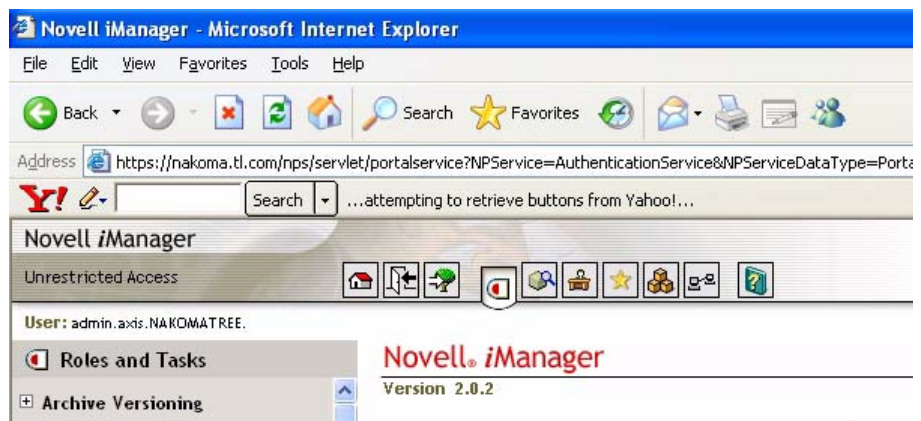 Novell iManager - Microsoft Internet Explorer
File Edit View Favorites Tools Help
Back Search Favorites
Address https://nakoma.tl.com/nps/servlet/portalservice?NPService=AuthenticationService&NPServiceDataType=Porta
Y! Search ...attempting to retrieve buttons from Yahoo!...
Novell iManager
Unrestricted Access
User: admin.axis.NAKOMATREE.
Roles and Tasks
Novell® iManager
Version 2.0.2
Archive Versioning